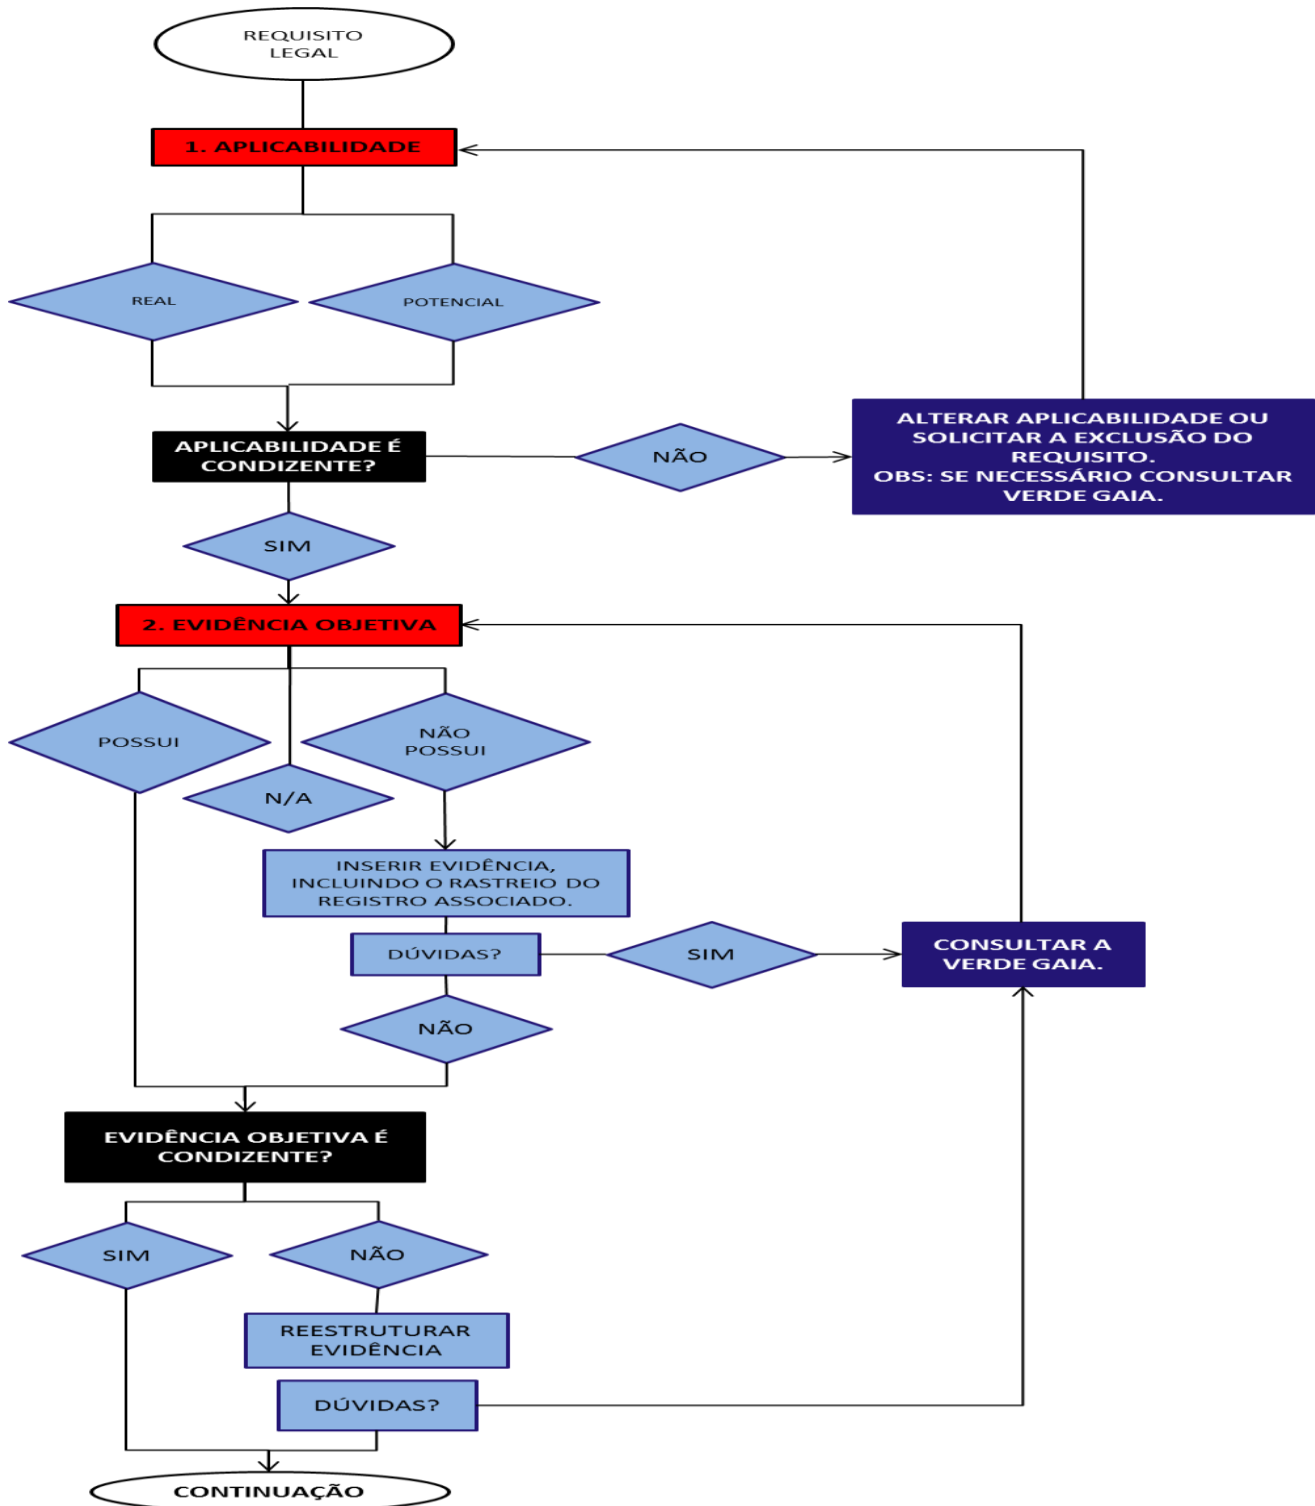 REQUISITO
LEGAL
1. APLICABILIDADE
REAL
POTENCIAL
APLICABILIDADE É
CONDIZENTE?
NÃO
ALTERAR APLICABILIDADE OU
SOLICITAR A EXCLUSÃO DO
REQUISITO.
OBS: SE NECESSÁRIO CONSULTAR
VERDE GAIA.
SIM
2. EVIDÊNCIA OBJETIVA
POSSUI
NÃO
POSSUI
N/A
INSERIR EVIDÊNCIA,
INCLUINDO O RASTREIO DO
REGISTRO ASSOCIADO.
DÚVIDAS?
SIM
CONSULTAR A
VERDE GAIA.
NÃO
EVIDÊNCIA OBJETIVA É
CONDIZENTE?
SIM
NÃO
REESTRUTURAR
EVIDÊNCIA
DÚVIDAS?
CONTINUAÇÃO